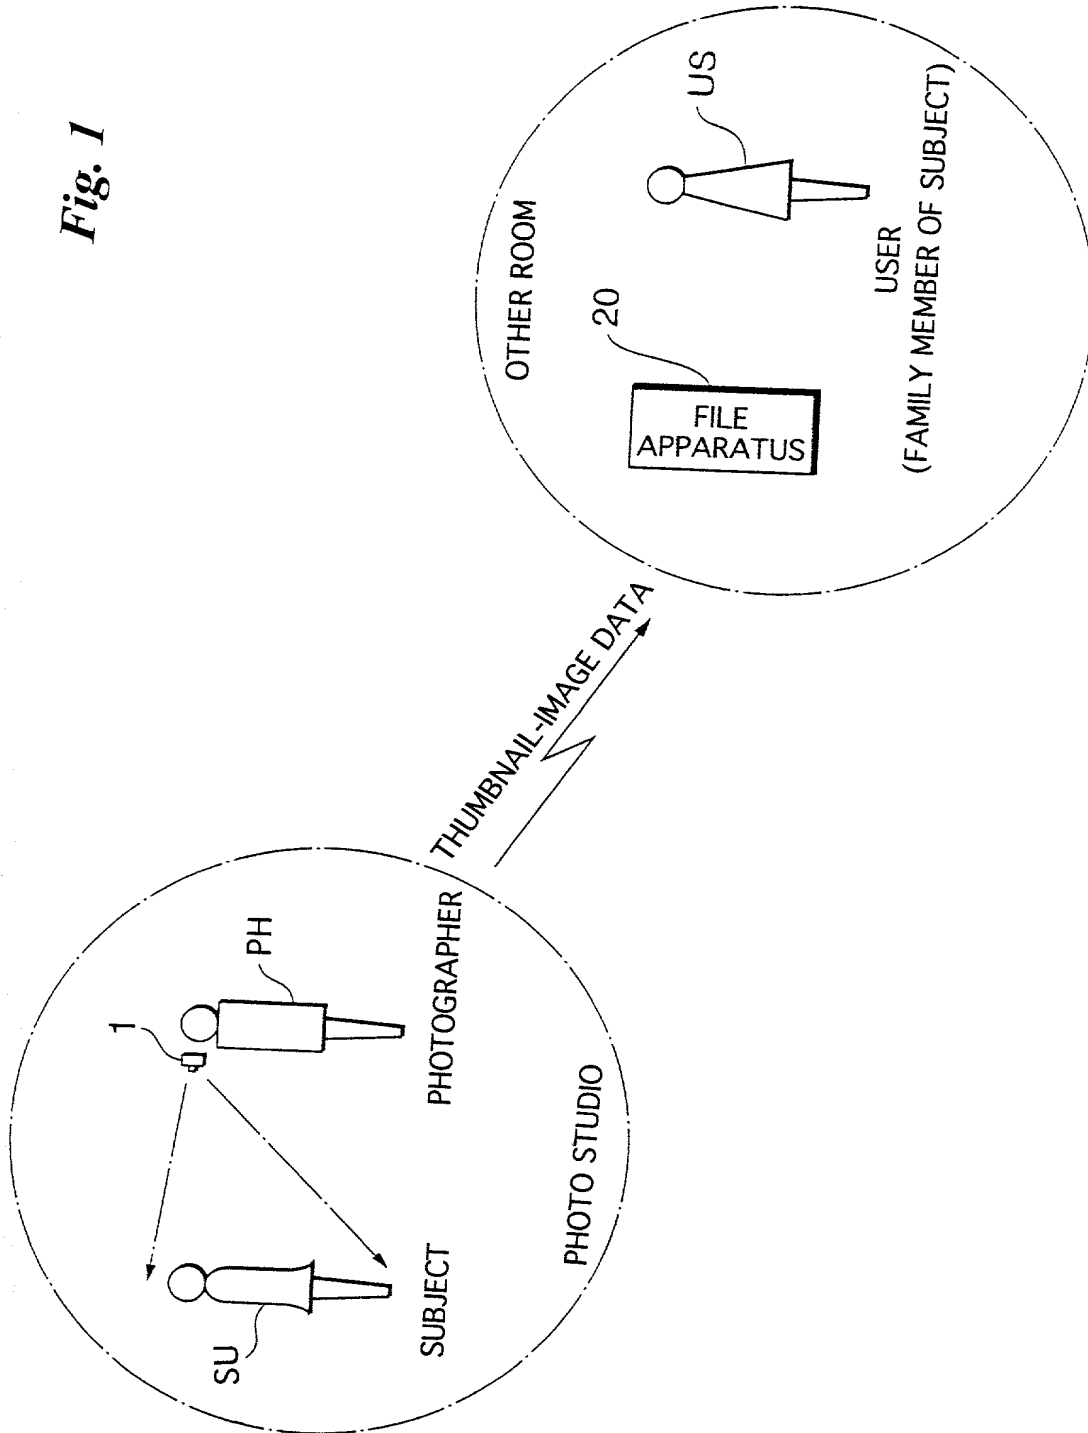 Fig. 1
1
PH
SU
SUBJECT
PHOTOGRAPHER
PHOTO STUDIO
THUMBNAIL-IMAGE DATA
OTHER ROOM
20
US
FILE
APPARATUS
USER
(FAMILY MEMBER OF SUBJECT)